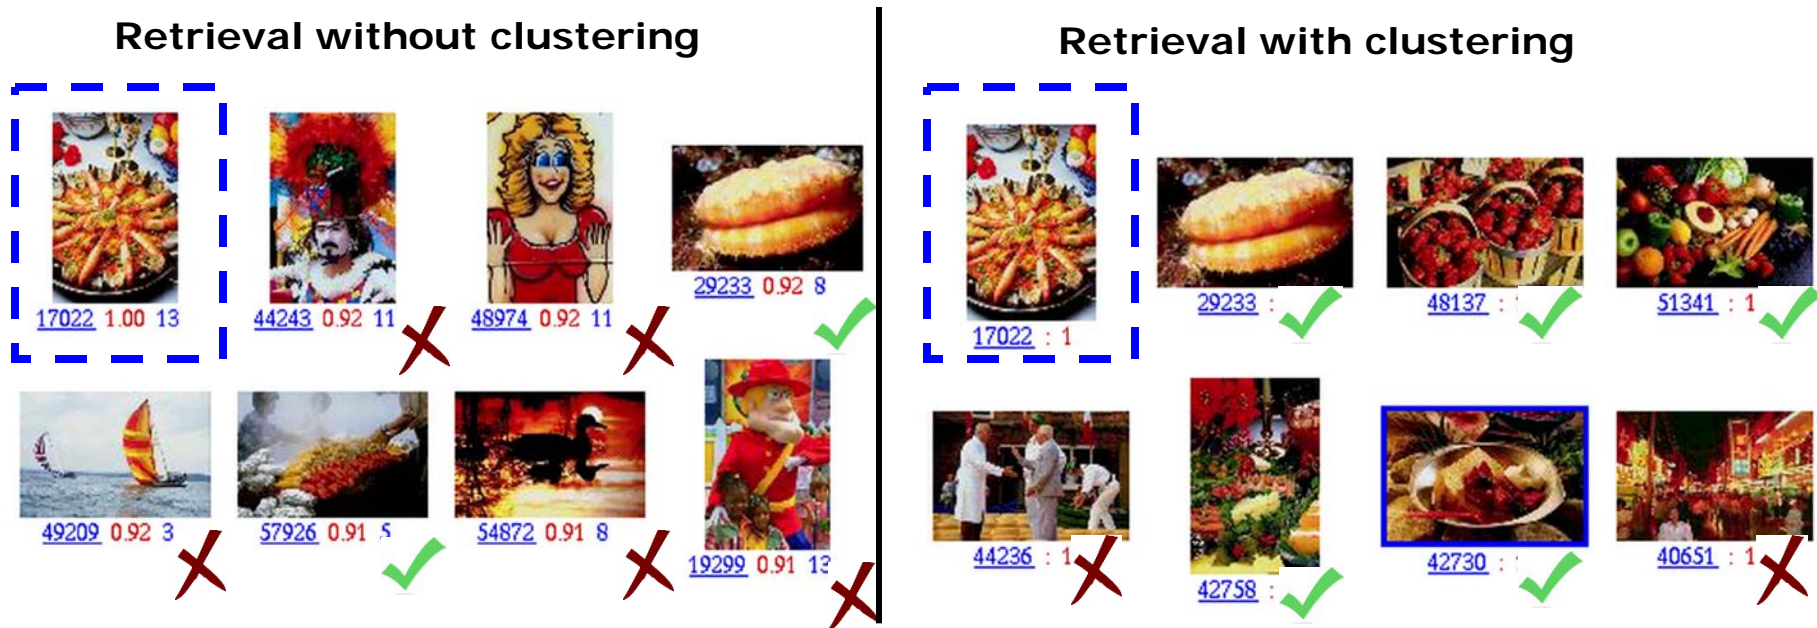 Retrieval without clustering
17022 1.00 13
44243 0.92 11
48974 0.92 11
29233 0.92 8
49209 0.92 3
57926 0.91 5
54872 0.91 8
19299 0.91 13
Retrieval with clustering
17022 : 1
29233 :
48137 :
51341 : 1
44236 : 1
42758 :
42730 :
40651 : 1